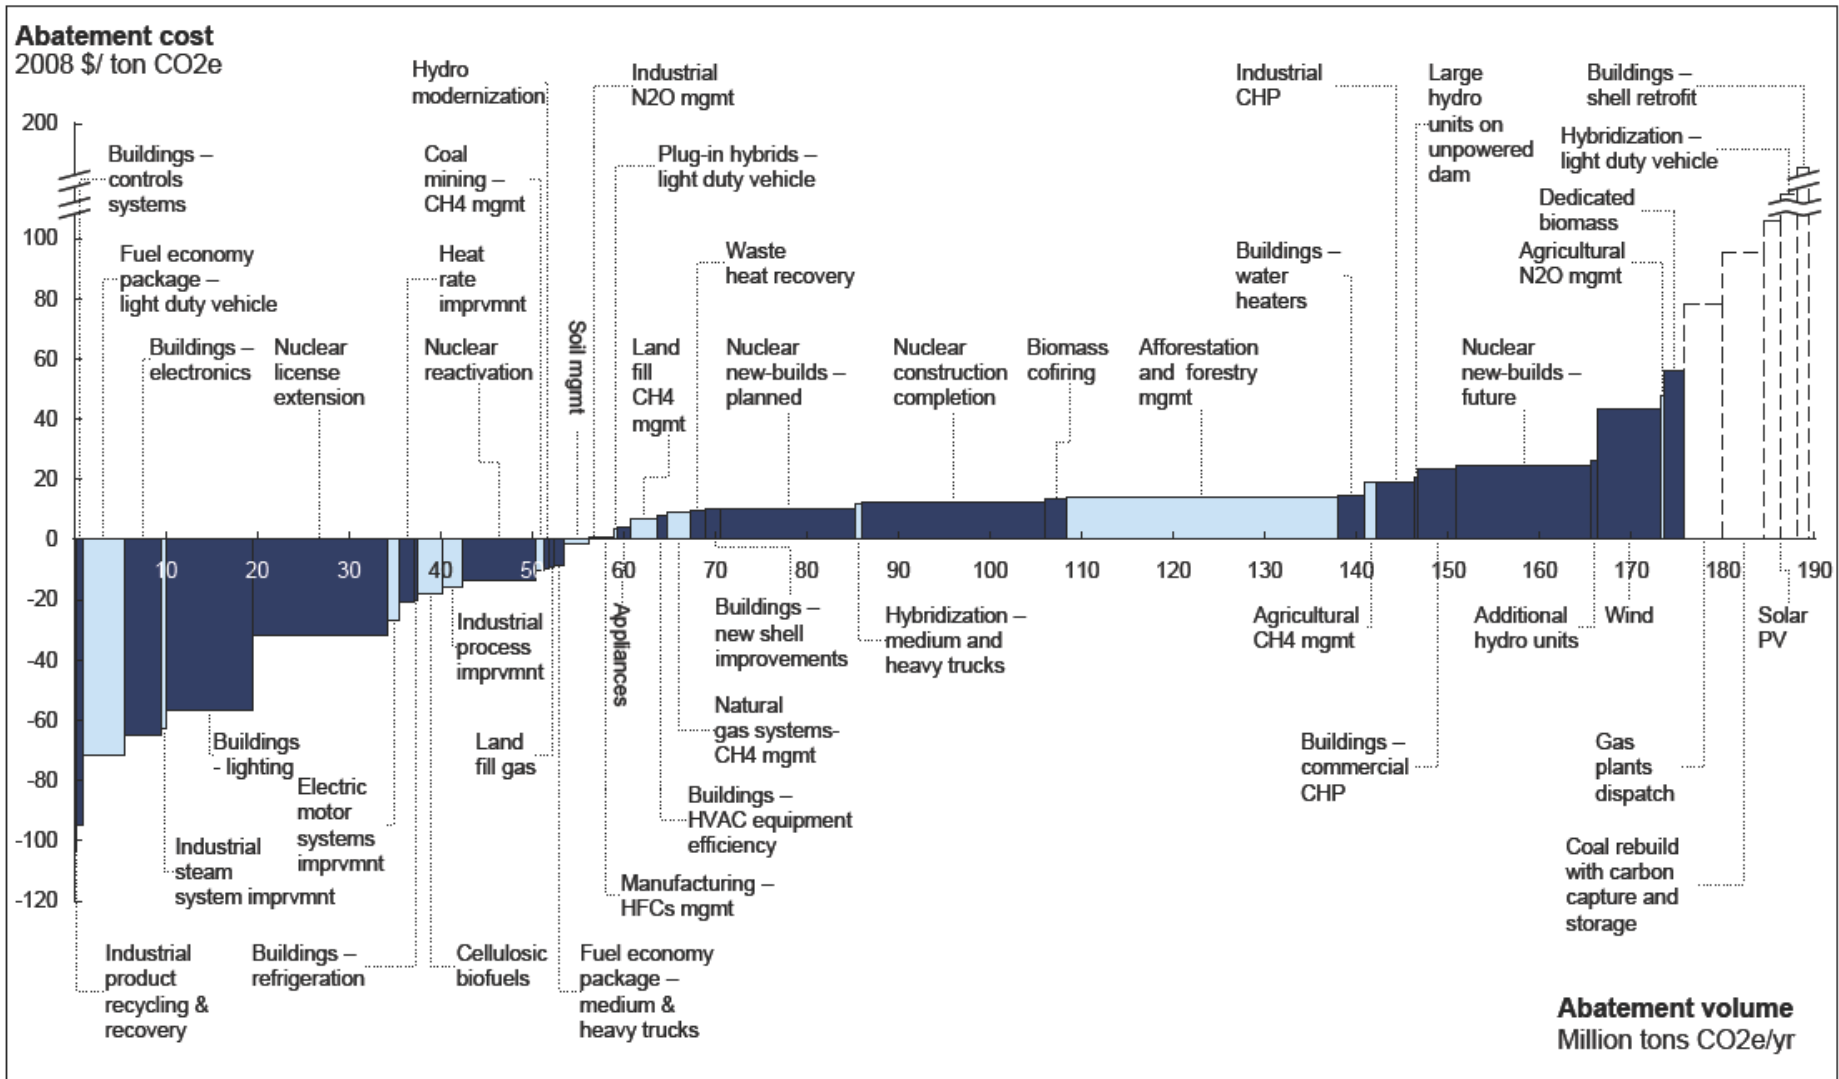 Abatement cost
2008 $/ ton CO2e
200
100
80
60
40
20
0
-20
-40
-60
-80
-100
-120
10
20
30
40
50
60
70
80
90
100
110
120
130
140
150
160
170
180
190
Buildings –
controls
systems
Fuel economy
package –
light duty vehicle
Buildings –
electronics
Nuclear
license
extension
Hydro
modernization
Coal
mining –
CH4 mgmt
Heat
rate
imprvmnt
Nuclear
reactivation
Soil mgmt
Industrial
N2O mgmt
Plug-in hybrids –
light duty vehicle
Waste
heat recovery
Land
fill
CH4
mgmt
Nuclear
new-builds –
planned
Nuclear
construction
completion
Biomass
cofiring
Afforestation
and forestry
mgmt
Industrial
CHP
Buildings –
water
heaters
Large
hydro
units on
unpowered
dam
Buildings –
shell retrofit
Hybridization –
light duty vehicle
Dedicated
biomass
Agricultural
N2O mgmt
Nuclear
new-builds –
future
Buildings
- lighting
Electric
motor
systems
imprvmnt
Industrial
steam
system imprvmnt
Industrial
product
recycling &
recovery
Buildings –
refrigeration
Industrial
process
imprvmnt
Land
fill gas
Cellulosic
biofuels
Fuel economy
package –
medium &
heavy trucks
Appliances
Manufacturing –
HFCs mgmt
Buildings –
HVAC equipment
efficiency
Natural
gas systems-
CH4 mgmt
Buildings –
new shell
improvements
Hybridization –
medium and
heavy trucks
Agricultural
CH4 mgmt
Buildings –
commercial
CHP
Additional
hydro units
Wind
Gas
plants
dispatch
Solar
PV
Coal rebuild
with carbon
capture and
storage
Abatement volume
Million tons CO2e/yr